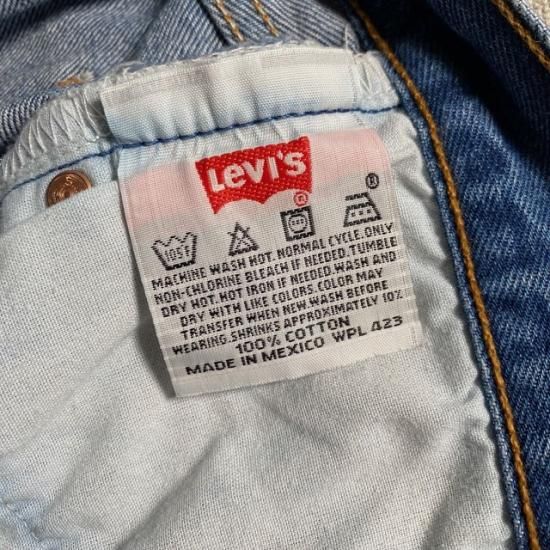 LEVI'S
®
®
105F
MACHINE WASH HOT. NORMAL CYCLE. ONLY
NON-CHLORINE BLEACH IF NEEDED. TUMBLE
DRY HOT. HOT IRON IF NEEDED. WASH AND
DRY WITH LIKE COLORS. COLOR MAY
TRANSFER WHEN NEW. WASH BEFORE
WEARING. SHRINKS APPROXIMATELY 10%
100% COTTON
MADE IN MEXICO WPL 423